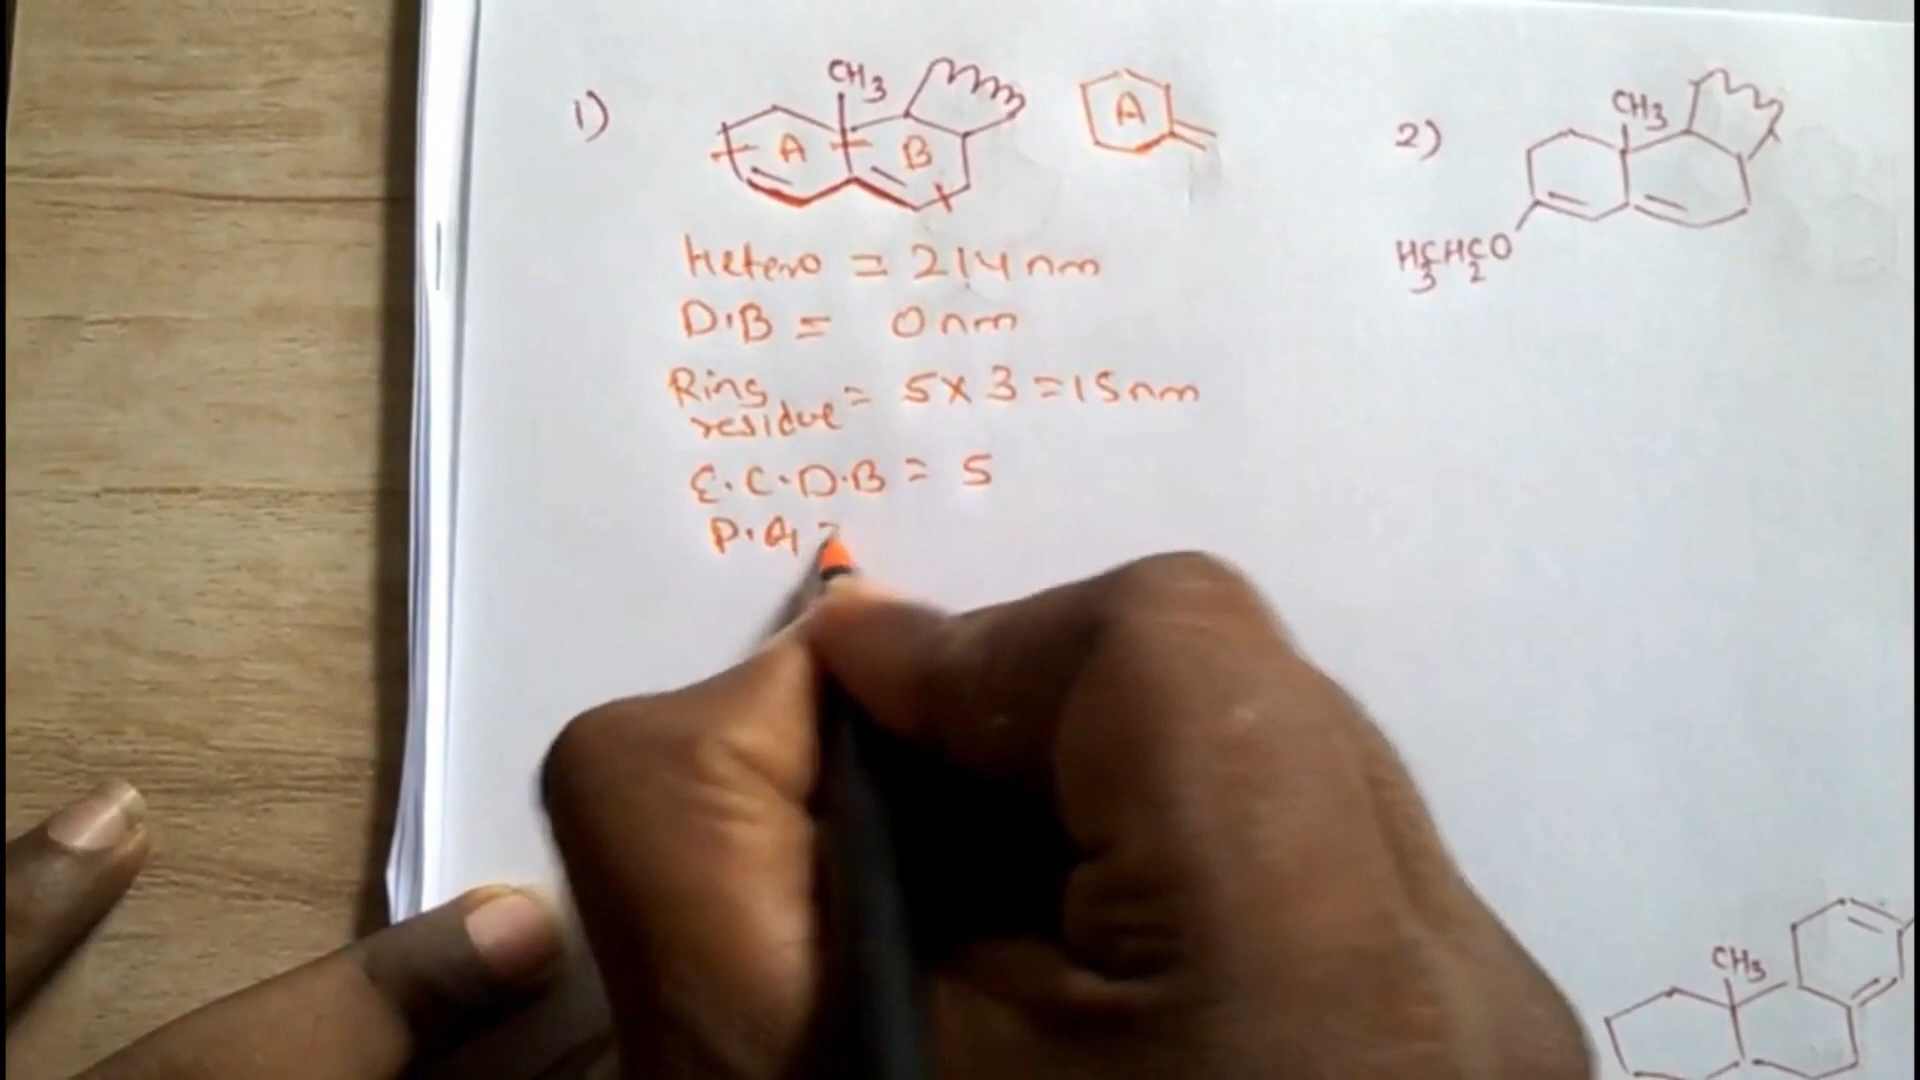 1)
CH3
A
B
A
Hetero = 214 nm
D.B = 0 nm
Ring residue = 5 x 3 = 15 nm
E.C.D.B = 5
P.G =
2)
CH3
H3CH2CO
CH3